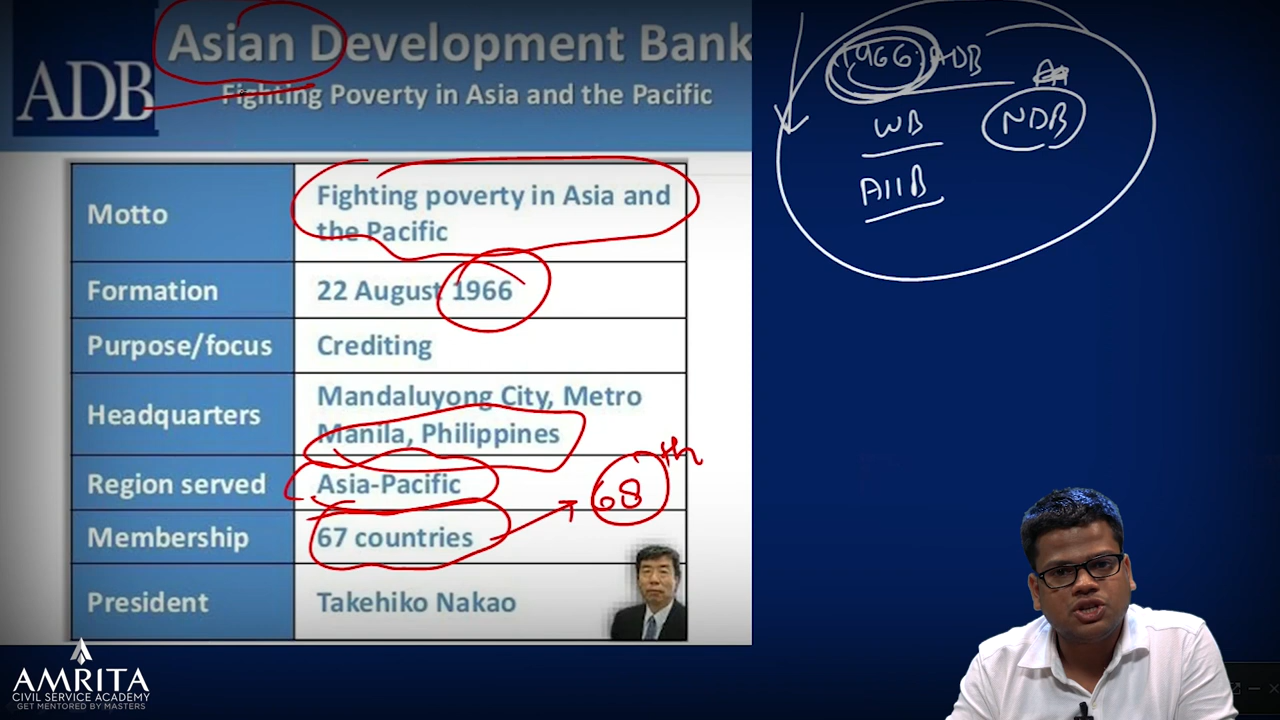 Asian Development Bank
ADB
Fighting Poverty in Asia and the Pacific
Motto
Fighting poverty in Asia and
the Pacific
Formation
22 August 1966
Purpose/focus
Crediting
Headquarters
Mandaluyong City, Metro
Manila, Philippines
Region served
Asia-Pacific
Membership
67 countries
68th
President
Takehiko Nakao
1966: ADB
WB
NDB
AIIB
AMRITA
CIVIL SERVICE ACADEMY
GET MENTORED BY MASTERS